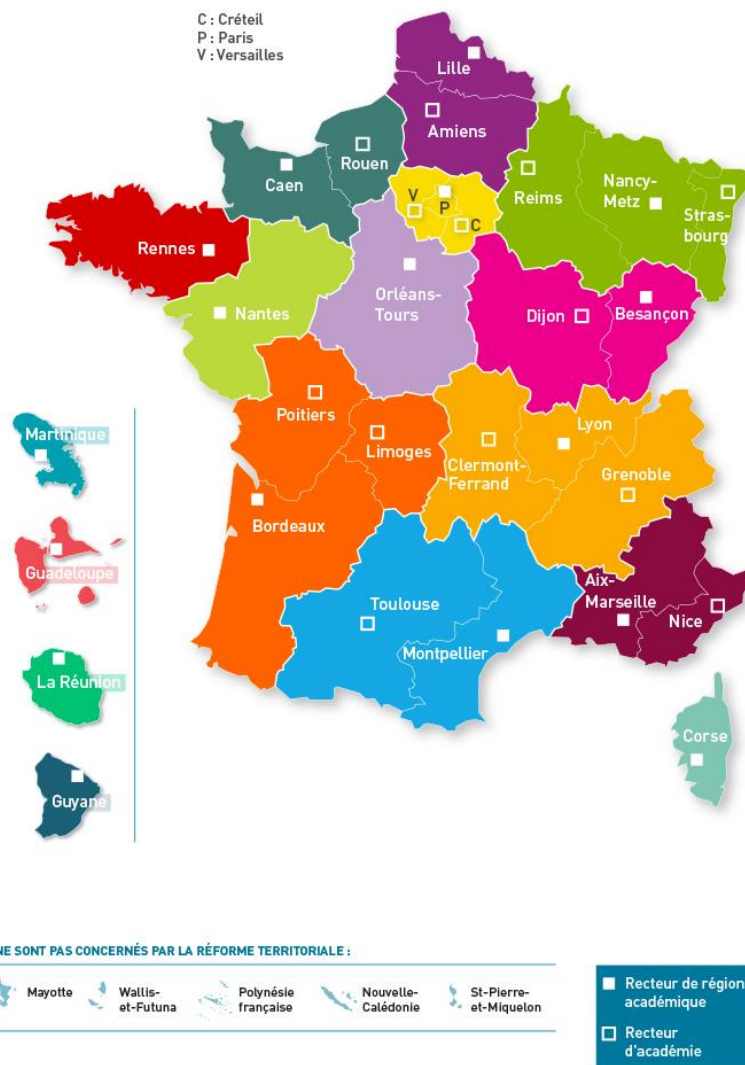 C : Créteil
P : Paris
V : Versailles
Lille
Amiens
Rouen
Caen
V
P
C
Reims
Nancy-
Metz
Stras-
bourg
Rennes
Nantes
Orléans-
Tours
Dijon
Besançon
Poitiers
Limoges
Clermont-
Ferrand
Lyon
Grenoble
Bordeaux
Toulouse
Montpellier
Aix-
Marseille
Nice
Corse
Martinique
Guadeloupe
La Réunion
Guyane
NE SONT PAS CONCERNÉS PAR LA RÉFORME TERRITORIALE :
Mayotte
Wallis-
et-Futuna
Polynésie
française
Nouvelle-
Calédonie
St-Pierre-
et-Miquelon
Recteur de région
académique
Recteur
d'académie